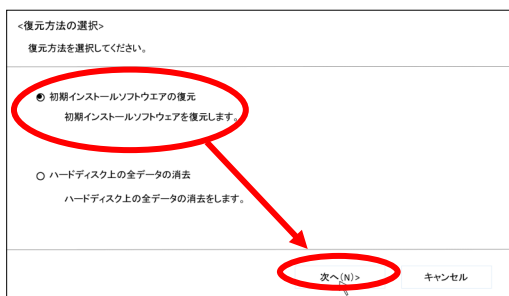 <復元方法の選択>
復元方法を選択してください。
初期インストールソフトウエアの復元
初期インストールソフトウェアを復元します。
ハードディスク上の全データの消去
ハードディスク上の全データの消去をします。
次へ(N)> キャンセル